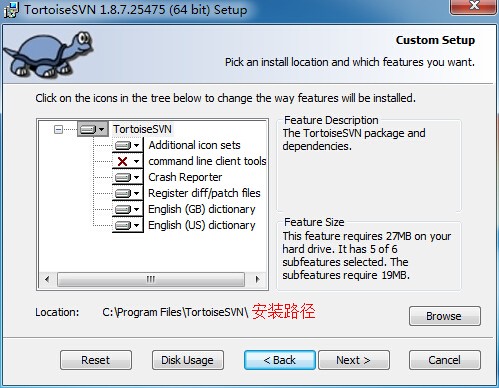 TortoiseSVN 1.8.7.25475 (64 bit) Setup
Custom Setup
Pick an install location and which features you want.
Click on the icons in the tree below to change the way features will be installed.
TortoiseSVN
Additional icon sets
command line client tools
Crash Reporter
Register diff/patch files
English (GB) dictionary
English (US) dictionary
Feature Description
The TortoiseSVN package and
dependencies.
Feature Size
This feature requires 27MB on your
hard drive. It has 5 of 6
subfeatures selected. The
subfeatures require 19MB.
Location: C:\Program Files\TortoiseSVN\ 安装路径
Browse
Reset Disk Usage < Back Next > Cancel